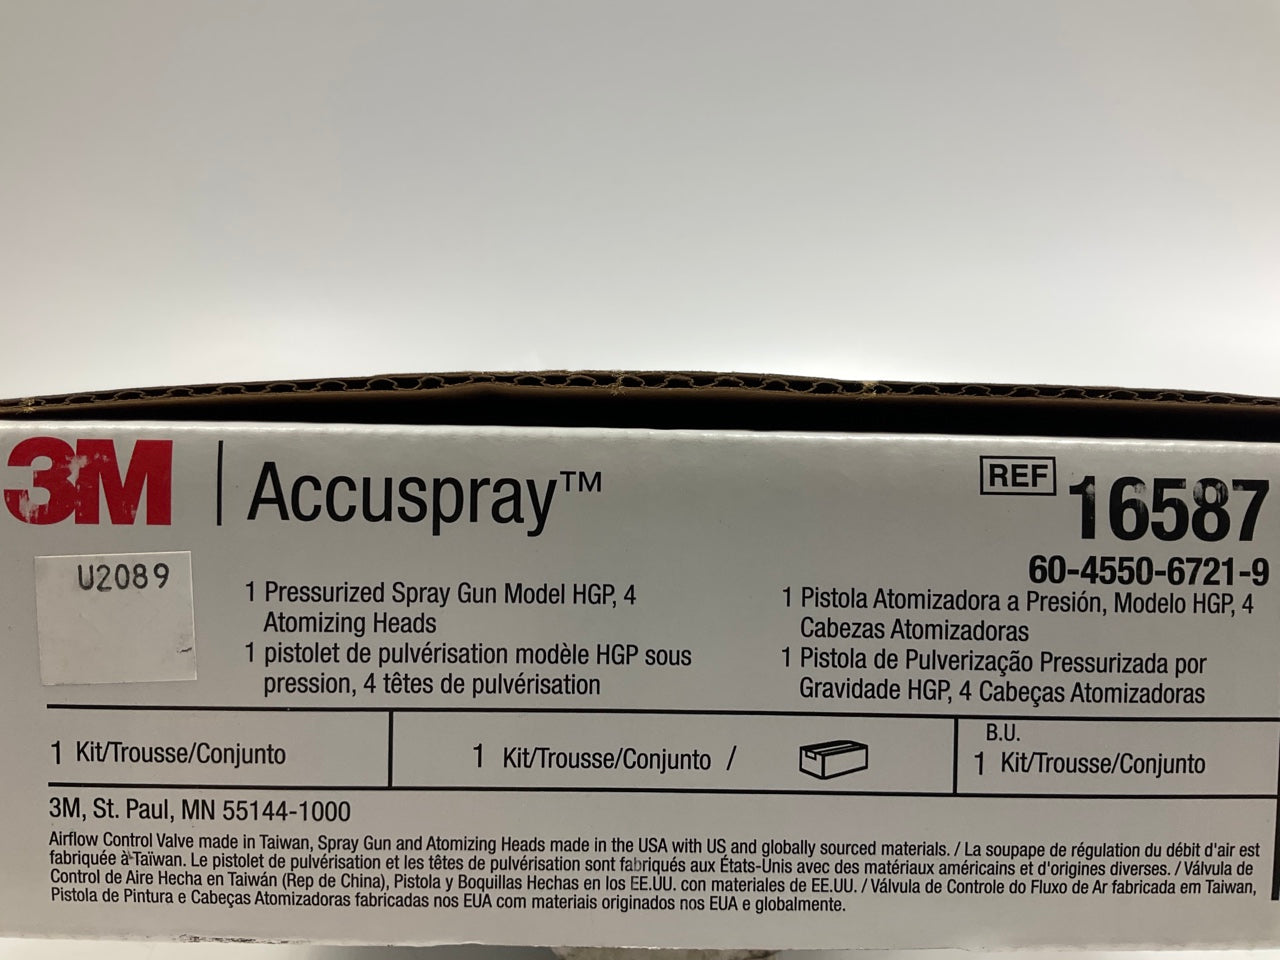 3M
Accuspray™
REF
16587
60-4550-6721-9
U2089
1 Pressurized Spray Gun Model HGP, 4
Atomizing Heads
1 pistolet de pulvérisation modèle HGP sous
pression, 4 têtes de pulvérisation
1 Pistola Atomizadora a Presión, Modelo HGP, 4
Cabezas Atomizadoras
1 Pistola de Pulverização Pressurizada por
Gravidade HGP, 4 Cabeças Atomizadoras
1 Kit/Trousse/Conjunto
1 Kit/Trousse/Conjunto /
B.U.
1 Kit/Trousse/Conjunto
3M, St. Paul, MN 55144-1000
Airflow Control Valve made in Taiwan, Spray Gun and Atomizing Heads made in the USA with US and globally sourced materials. / La soupape de régulation du débit d'air est
fabriquée à Taïwan. Le pistolet de pulvérisation et les têtes de pulvérisation sont fabriqués aux États-Unis avec des matériaux américains et d'origines diverses. / Válvula de
Control de Aire Hecha en Taiwán (Rep de China), Pistola y Boquillas Hechas en los EE.UU. con materiales de EE.UU. / Válvula de Controle do Fluxo de Ar fabricada em Taiwan,
Pistola de Pintura e Cabeças Atomizadoras fabricadas nos EUA com materiais originados nos EUA e globalmente.